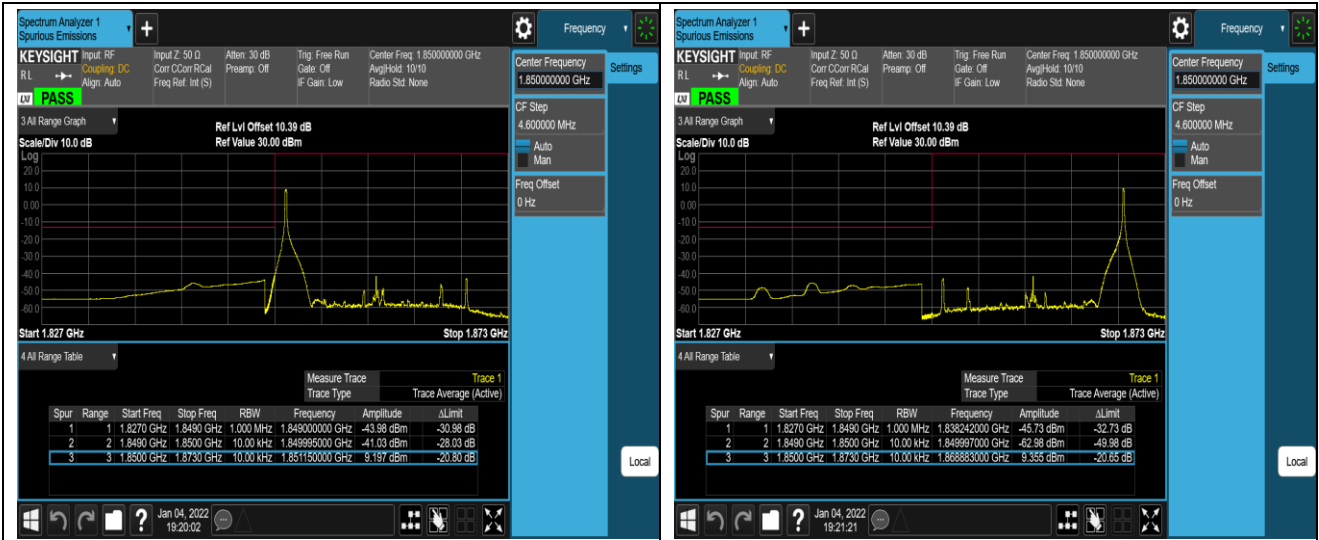 Spectrum Analyzer 1
Spurious Emissions
+
Frequency
KEYSIGHT Input: RF Input Z: 50 Ω Atten: 30 dB Trig: Free Run Center Freq: 1.850000000 GHz
RL Coupling: DC Corr CCorr RCal Preamp: Off Gate: Off Avg|Hold: 10/10
Align: Auto Freq Ref: Int (S) IF Gain: Low Radio Std: None
LXI PASS
Center Frequency
1.850000000 GHz
Settings
CF Step
4.600000 MHz
Auto
Man
Freq Offset
0 Hz
3 All Range Graph
Ref Lvl Offset 10.39 dB
Scale/Div 10.0 dB Ref Value 30.00 dBm
Log
20.0
10.0
0.00
-10.0
-20.0
-30.0
-40.0
-50.0
-60.0
Start 1.827 GHz Stop 1.873 GHz
4 All Range Table
Measure Trace Trace 1
Trace Type Trace Average (Active)
Spur Range Start Freq Stop Freq RBW Frequency Amplitude ΔLimit
1 1 1.8270 GHz 1.8490 GHz 1.000 MHz 1.849000000 GHz -43.98 dBm -30.98 dB
2 2 1.8490 GHz 1.8500 GHz 10.00 kHz 1.849995000 GHz -41.03 dBm -28.03 dB
3 3 1.8500 GHz 1.8730 GHz 10.00 kHz 1.851150000 GHz 9.197 dBm -20.80 dB
Local
? Jan 04, 2022
19:20:02
Spectrum Analyzer 1
Spurious Emissions
+
Frequency
KEYSIGHT Input: RF Input Z: 50 Ω Atten: 30 dB Trig: Free Run Center Freq: 1.850000000 GHz
RL Coupling: DC Corr CCorr RCal Preamp: Off Gate: Off Avg|Hold: 10/10
Align: Auto Freq Ref: Int (S) IF Gain: Low Radio Std: None
LXI PASS
Center Frequency
1.850000000 GHz
Settings
CF Step
4.600000 MHz
Auto
Man
Freq Offset
0 Hz
3 All Range Graph
Ref Lvl Offset 10.39 dB
Scale/Div 10.0 dB Ref Value 30.00 dBm
Log
20.0
10.0
0.00
-10.0
-20.0
-30.0
-40.0
-50.0
-60.0
Start 1.827 GHz Stop 1.873 GHz
4 All Range Table
Measure Trace Trace 1
Trace Type Trace Average (Active)
Spur Range Start Freq Stop Freq RBW Frequency Amplitude ΔLimit
1 1 1.8270 GHz 1.8490 GHz 1.000 MHz 1.838242000 GHz -45.73 dBm -32.73 dB
2 2 1.8490 GHz 1.8500 GHz 10.00 kHz 1.849997000 GHz -62.98 dBm -49.98 dB
3 3 1.8500 GHz 1.8730 GHz 10.00 kHz 1.868883000 GHz 9.355 dBm -20.65 dB
Local
? Jan 04, 2022
19:21:21